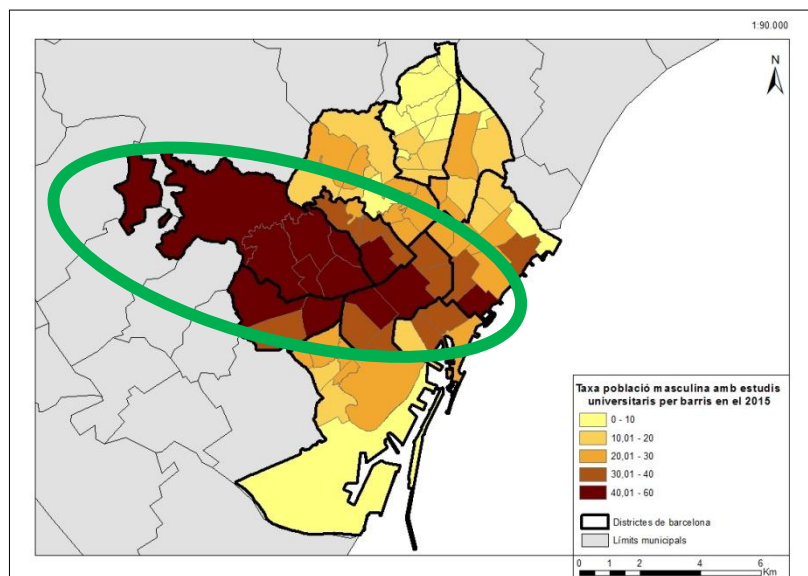 1:90.000
N
Taxa població masculina amb estudis
universitaris per barris en el 2015
0 - 10
10,01 - 20
20,01 - 30
30,01 - 40
40,01 - 60
Districtes de barcelona
Límits municipals
0 1 2 4 6
Km